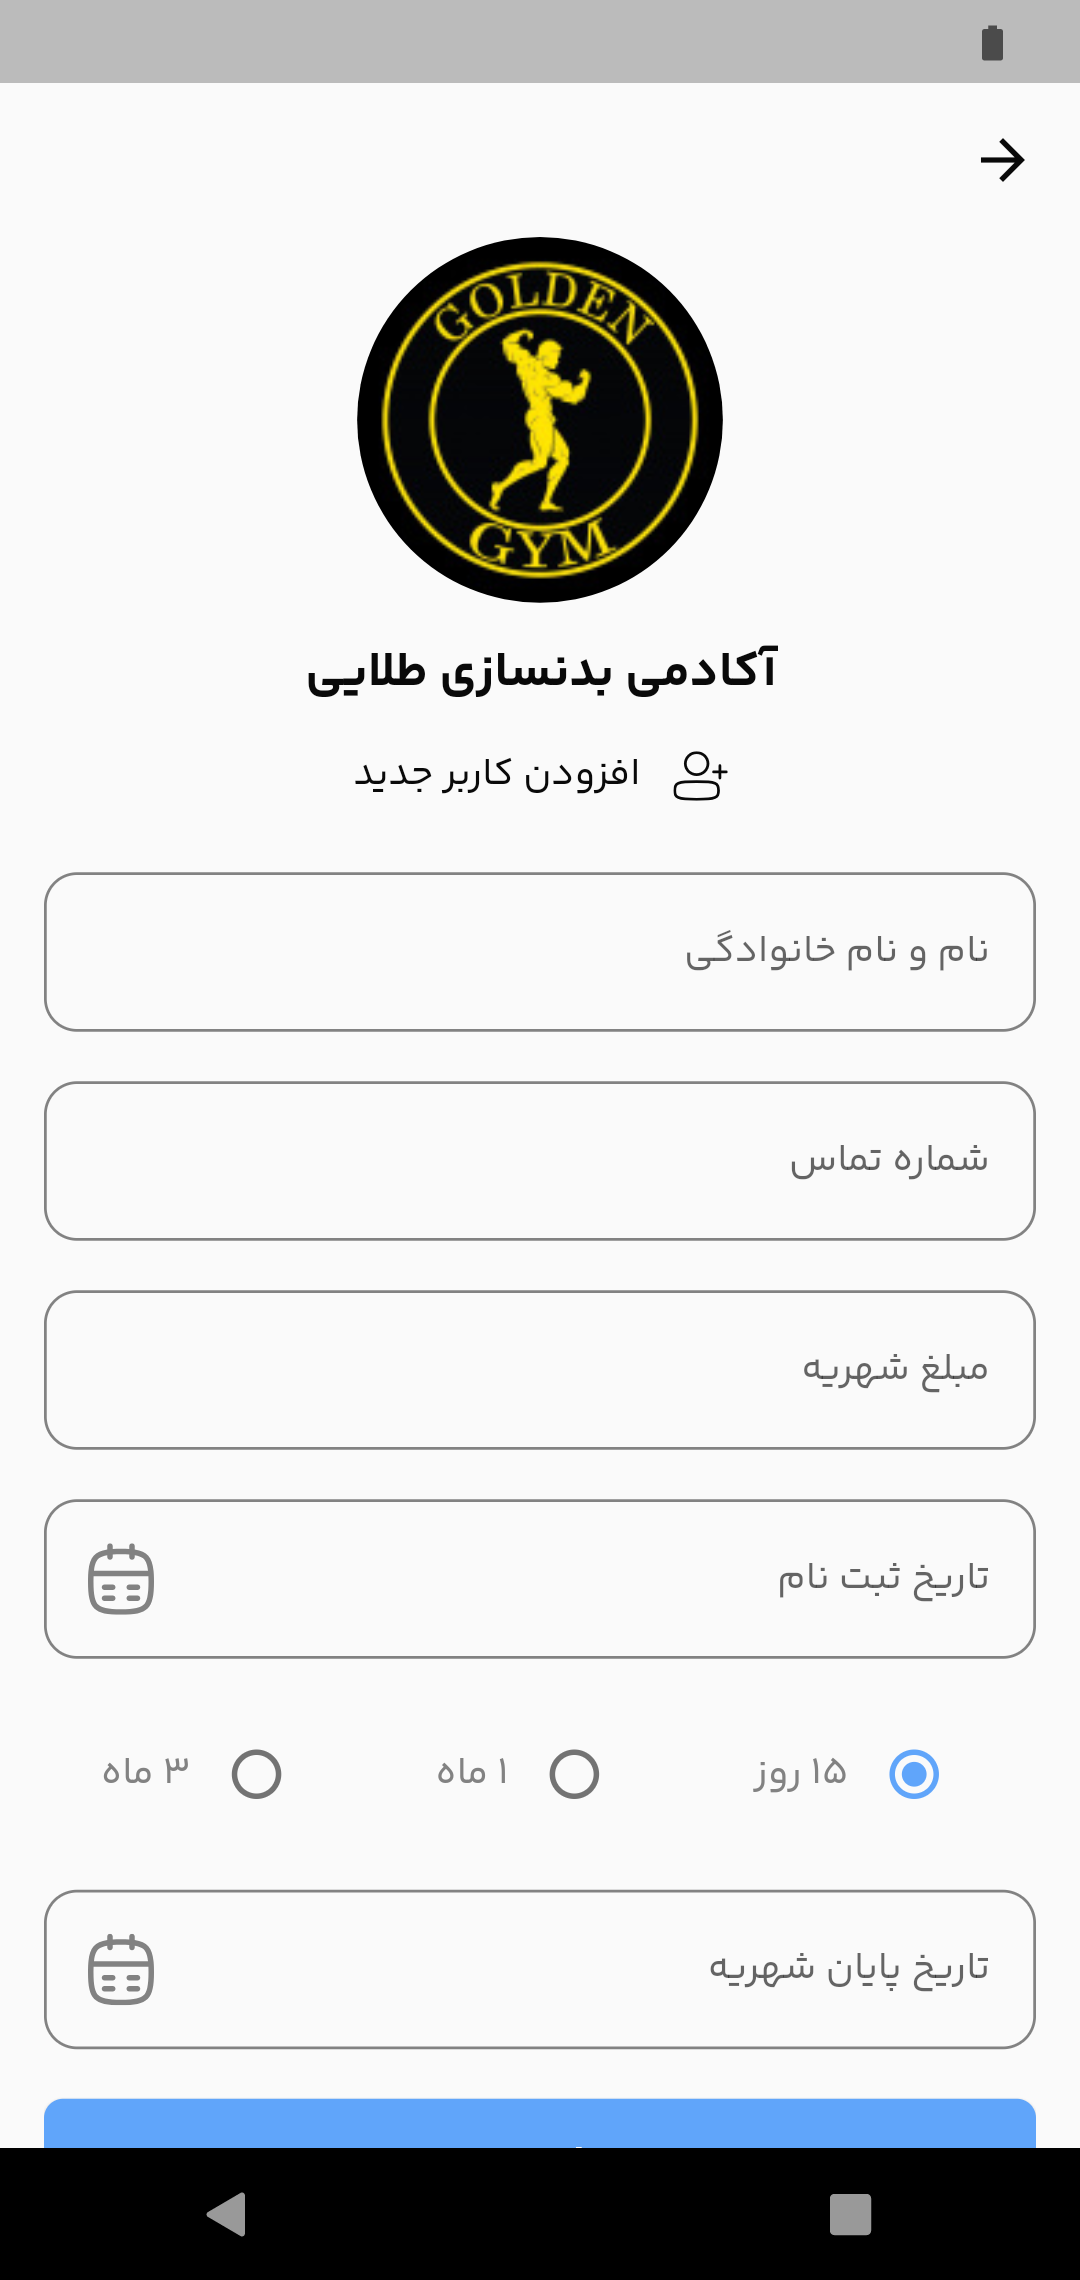 GOLDEN
GYM
آکادمی بدنسازی طلایی
افزودن کاربر جدید
نام و نام خانوادگی
شماره تماس
مبلغ شهریه
تاریخ ثبت نام
۱۵ روز
۱ ماه
۳ ماه
تاریخ پایان شهریه